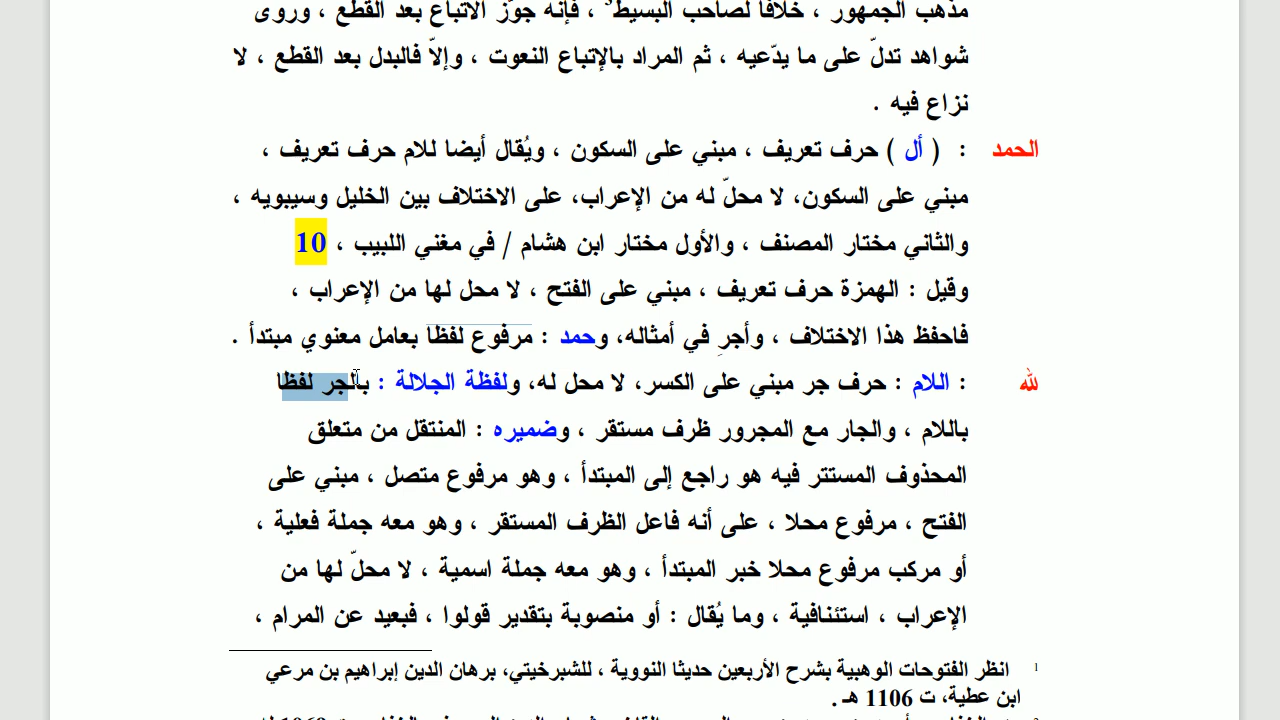 مذهب الجمهور ، خلافا لصاحب البسيط ، فإنه جوّز الاتباع بعد القطع ، وروى
شواهد تدلّ على ما يدّعيه ، ثم المراد بالإتباع النعوت ، وإلاّ فالبدل بعد القطع ، لا
نزاع فيه .
الحمد : ( أل ) حرف تعريف ، مبني على السكون ، ويُقال أيضا للام حرف تعريف ،
مبني على السكون، لا محلّ له من الإعراب، على الاختلاف بين الخليل وسيبويه ،
والثاني مختار المصنف ، والأول مختار ابن هشام / في مغني اللبيب ، 10
وقيل : الهمزة حرف تعريف ، مبني على الفتح ، لا محل لها من الإعراب ،
فاحفظ هذا الاختلاف ، وأجرِ في أمثاله، وحمد : مرفوع لفظا بعامل معنوي مبتدأ .
لله : اللام : حرف جر مبني على الكسر، لا محل له، ولفظة الجلالة : بالجر لفظا
باللام ، والجار مع المجرور ظرف مستقر ، وضميره : المنتقل من متعلق
المحذوف المستتر فيه هو راجع إلى المبتدأ ، وهو مرفوع متصل ، مبني على
الفتح ، مرفوع محلا ، على أنه فاعل الظرف المستقر ، وهو معه جملة فعلية ،
أو مركب مرفوع محلا خبر المبتدأ ، وهو معه جملة اسمية ، لا محلّ لها من
الإعراب ، استئنافية ، وما يُقال : أو منصوبة بتقدير قولوا ، فبعيد عن المرام ،
1 انظر الفتوحات الوهبية بشرح الأربعين حديثا النووية ، للشبرخيتي، برهان الدين إبراهيم بن مرعي
ابن عطية، ت 1106 هـ .